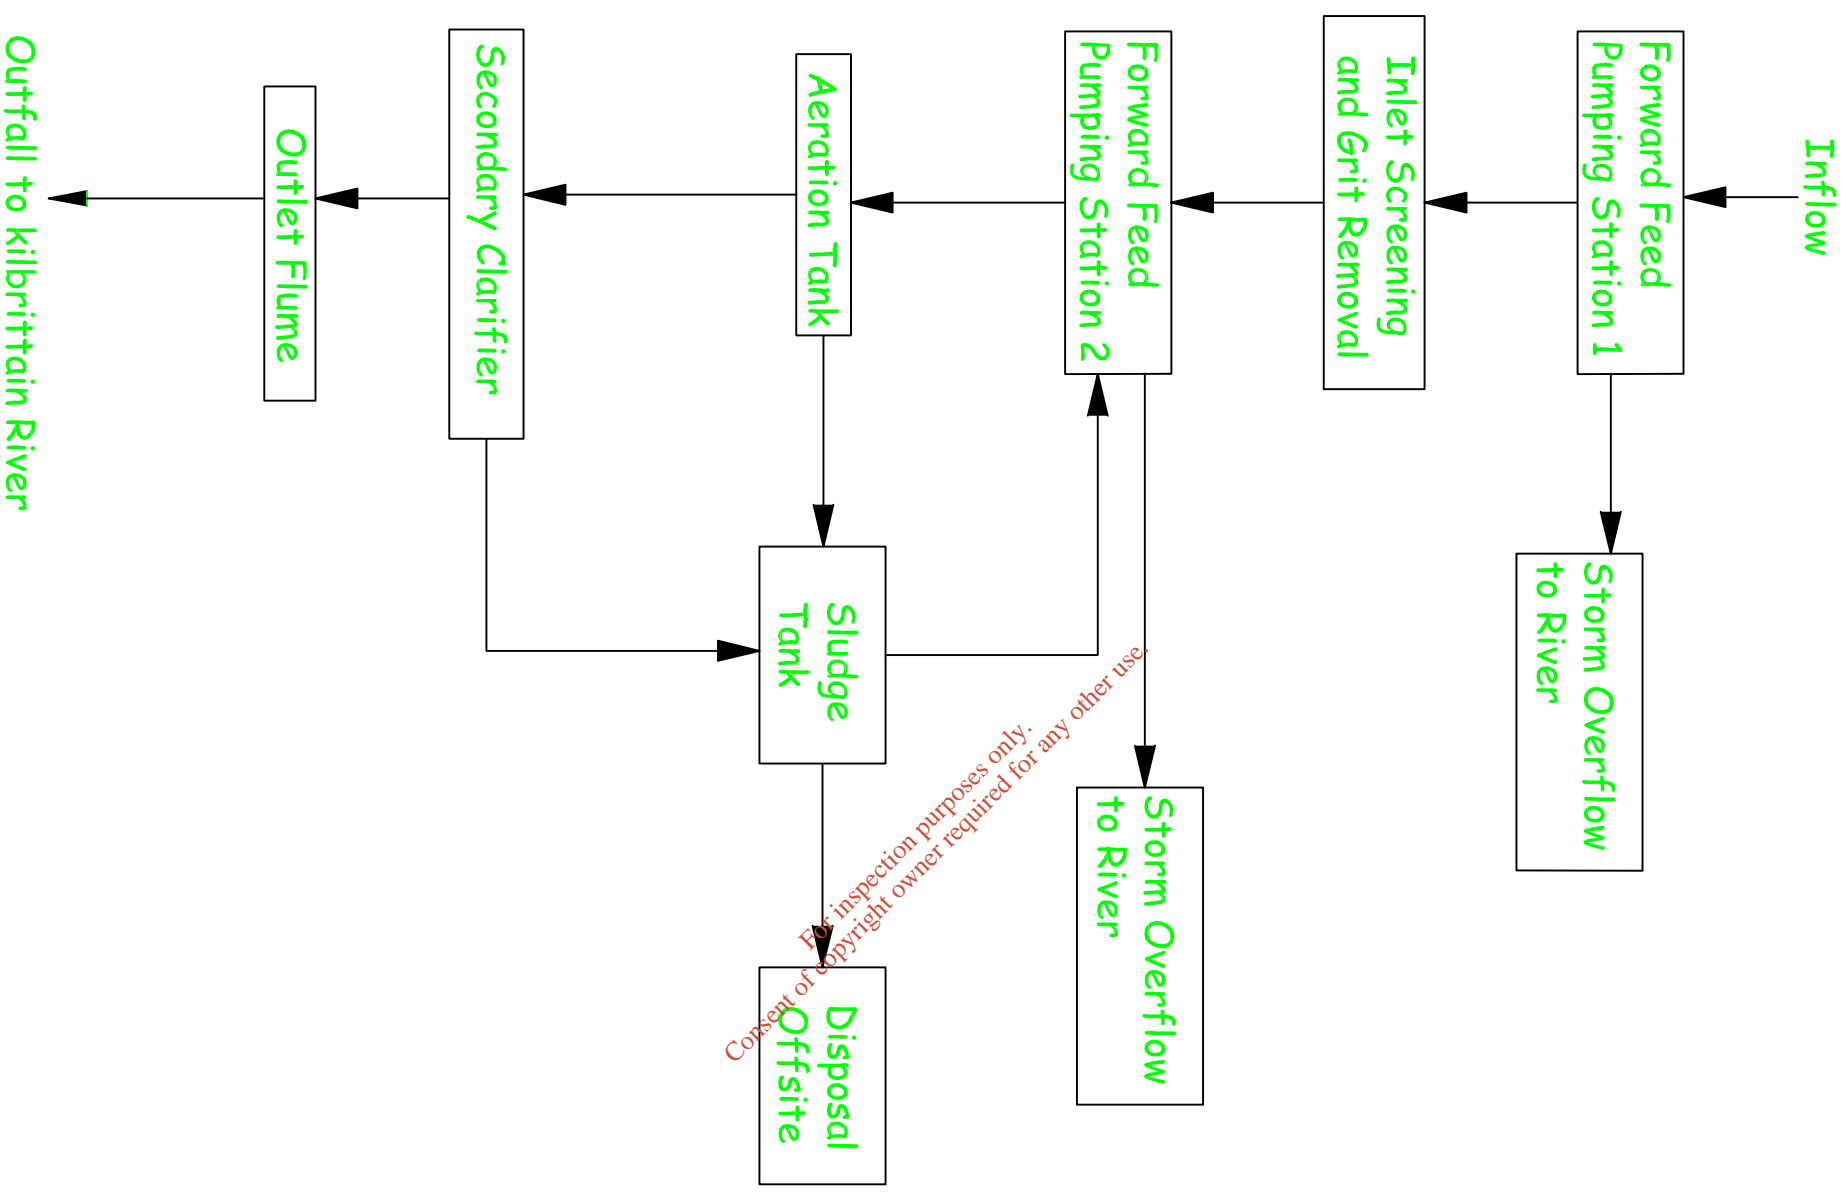 Inflow
Forward Feed
Pumping Station 1
Storm Overflow
to River
Inlet Screening
and Grit Removal
Forward Feed
Pumping Station 2
Storm Overflow
to River
Aeration Tank
Sludge
Tank
Disposal
Offsite
Secondary Clarifier
Outlet Flume
Outfall to kilbrittain River
For inspection purposes only.
Consent of copyright owner required for any other use.